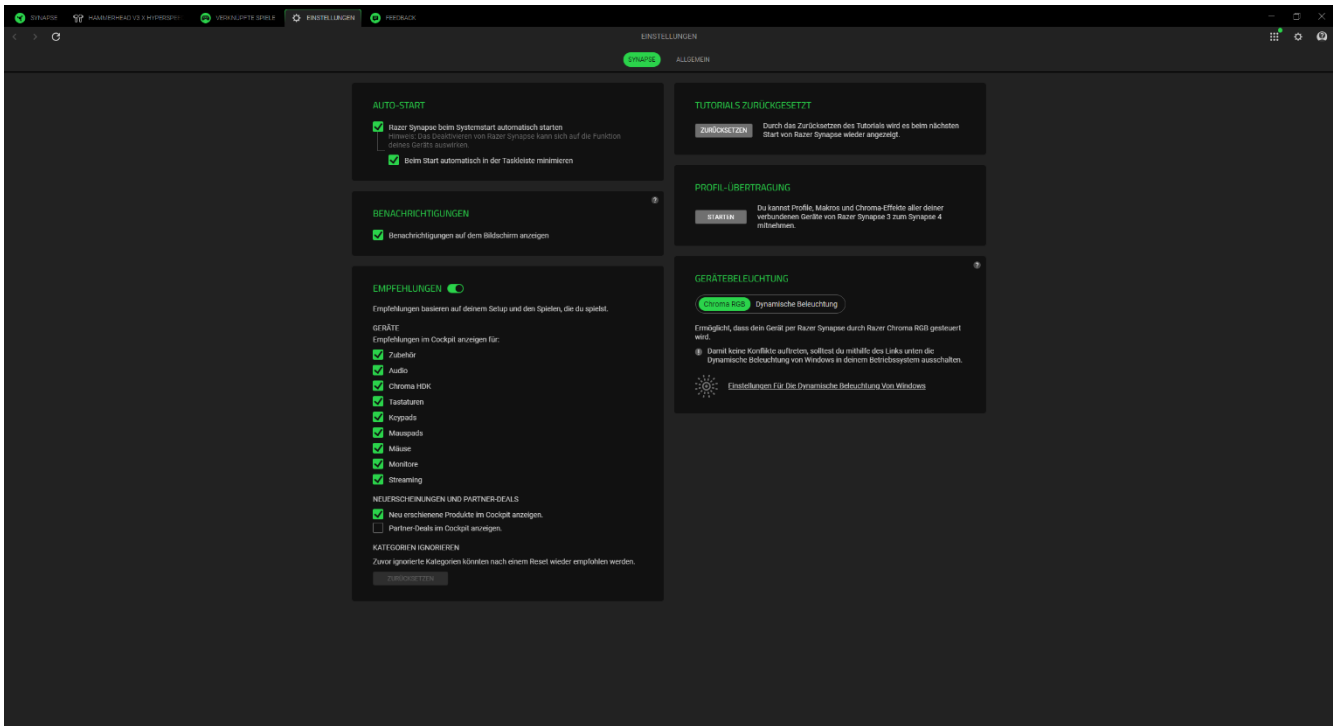 SYNAPSE
HAMMERHEAD V3 X HYPERSPE
VERKNÜPFTE SPIELE
EINSTELLUNGEN
FEEDBACK
EINSTELLUNGEN
SYNAPSE
ALLGEMEIN
AUTO-START
Razer Synapse beim Systemstart automatisch starten
Hinweis: Das Deaktivieren von Razer Synapse kann sich auf die Funktion
deines Geräts auswirken.
Beim Start automatisch in der Taskleiste minimieren
BENACHRICHTIGUNGEN
Benachrichtigungen auf dem Bildschirm anzeigen
EMPFEHLUNGEN
Empfehlungen basieren auf deinem Setup und den Spielen, die du spielst.
GERÄTE
Empfehlungen im Cockpit anzeigen für:
Zubehör
Audio
Chroma HDK
Tastaturen
Keypads
Mauspads
Mäuse
Monitore
Streaming
NEUERSCHEINUNGEN UND PARTNER-DEALS
Neu erschienene Produkte im Cockpit anzeigen.
Partner-Deals im Cockpit anzeigen.
KATEGORIEN IGNORIEREN
Zuvor ignorierte Kategorien könnten nach einem Reset wieder empfohlen werden.
ZURÜCKSETZEN
TUTORIALS ZURÜCKGESETZT
ZURÜCKSETZEN
Durch das Zurücksetzen des Tutorials wird es beim nächsten
Start von Razer Synapse wieder angezeigt.
PROFIL-ÜBERTRAGUNG
STARTEN
Du kannst Profile, Makros und Chroma-Effekte aller deiner
verbundenen Geräte von Razer Synapse 3 zum Synapse 4
mitnehmen.
GERÄTEBELEUCHTUNG
Chroma RGB
Dynamische Beleuchtung
Ermöglicht, dass dein Gerät per Razer Synapse durch Razer Chroma RGB gesteuert
wird.
Damit keine Konflikte auftreten, solltest du mithilfe des Links unten die
Dynamische Beleuchtung von Windows in deinem Betriebssystem ausschalten.
Einstellungen Für Die Dynamische Beleuchtung Von Windows